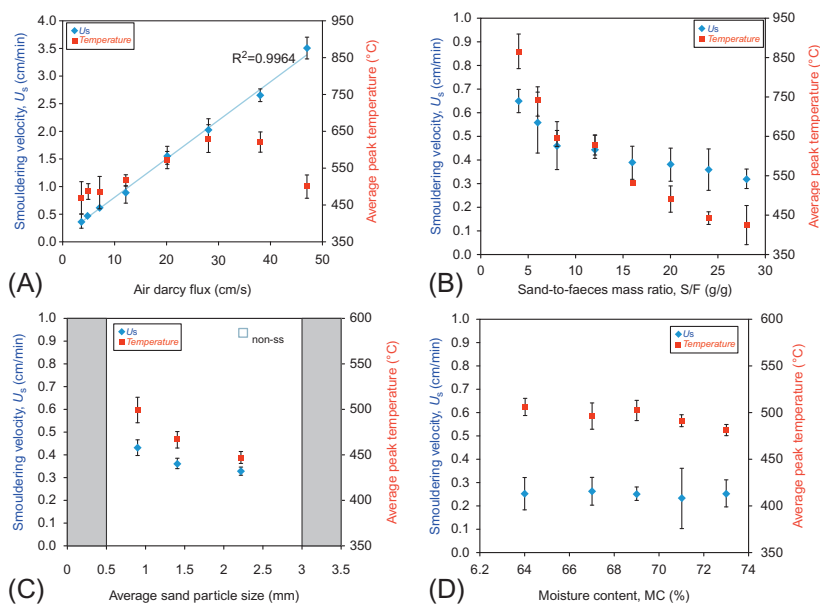 Us
Temperature
R²=0.9964
4.0
3.5
3.0
2.5
2.0
1.5
1.0
0.5
0.0
950
850
750
650
550
450
350
0 10 20 30 40 50
Smouldering velocity, Us (cm/min)
Average peak temperature (°C)
(A)
Air darcy flux (cm/s)
Us
Temperature
1.0
0.9
0.8
0.7
0.6
0.5
0.4
0.3
0.2
0.1
0.0
950
850
750
650
550
450
350
0 5 10 15 20 25 30
Smouldering velocity, Us (cm/min)
Average peak temperature (°C)
(B)
Sand-to-faeces mass ratio, S/F (g/g)
Us
Temperature
non-ss
1.0
0.9
0.8
0.7
0.6
0.5
0.4
0.3
0.2
0.1
0.0
600
550
500
450
400
350
0.0 0.5 1.0 1.5 2.0 2.5 3.0 3.5
Smouldering velocity, Us (cm/min)
Average peak temperature (°C)
(C)
Average sand particle size (mm)
Us
Temperature
1.0
0.9
0.8
0.7
0.6
0.5
0.4
0.3
0.2
0.1
0.0
600
550
500
450
400
350
6.2 64 66 68 70 72 74
Smouldering velocity, Us (cm/min)
Average peak temperature (°C)
(D)
Moisture content, MC (%)